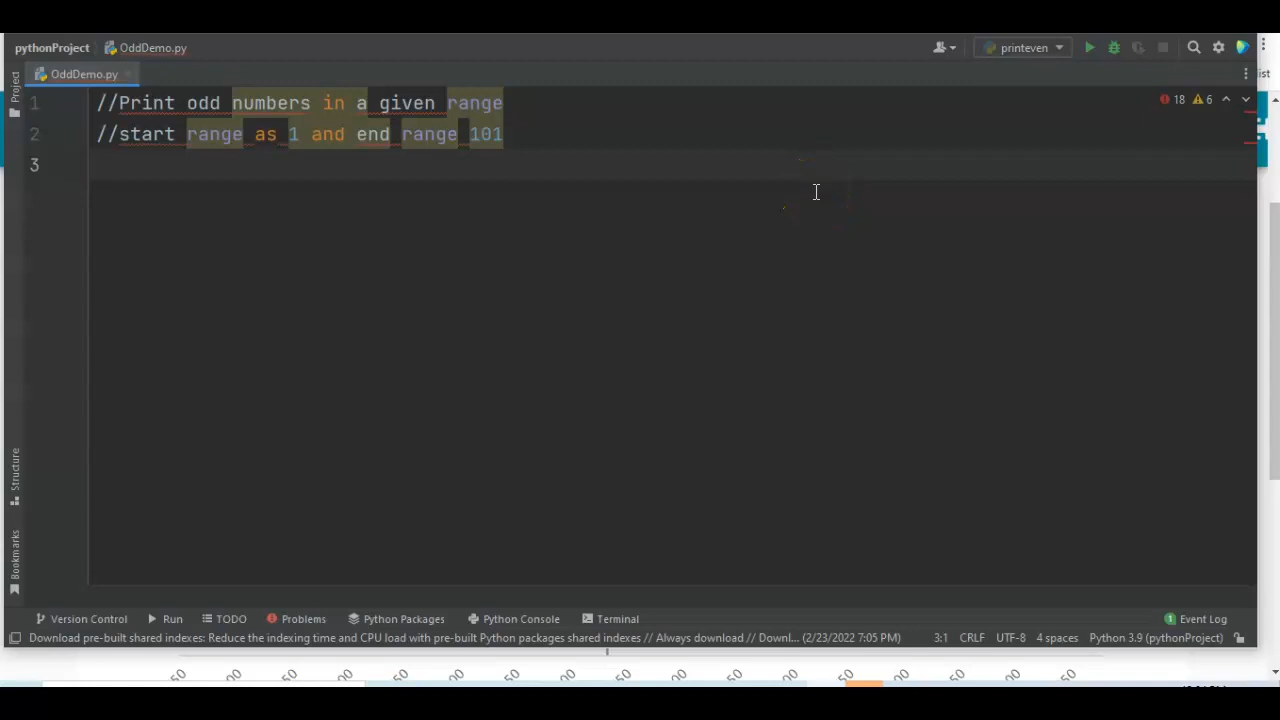 pythonProject OddDemo.py printeven
OddDemo.py
Project
1 //Print odd numbers in a given range 18 6
2 //start range as 1 and end range 101
3
Structure
Bookmarks
Version Control Run TODO Problems Python Packages Python Console Terminal 1 Event Log
Download pre-built shared indexes: Reduce the indexing time and CPU load with pre-built Python packages shared indexes // Always download // Downl... (2/23/2022 7:05 PM) 3:1 CRLF UTF-8 4 spaces Python 3.9 (pythonProject)